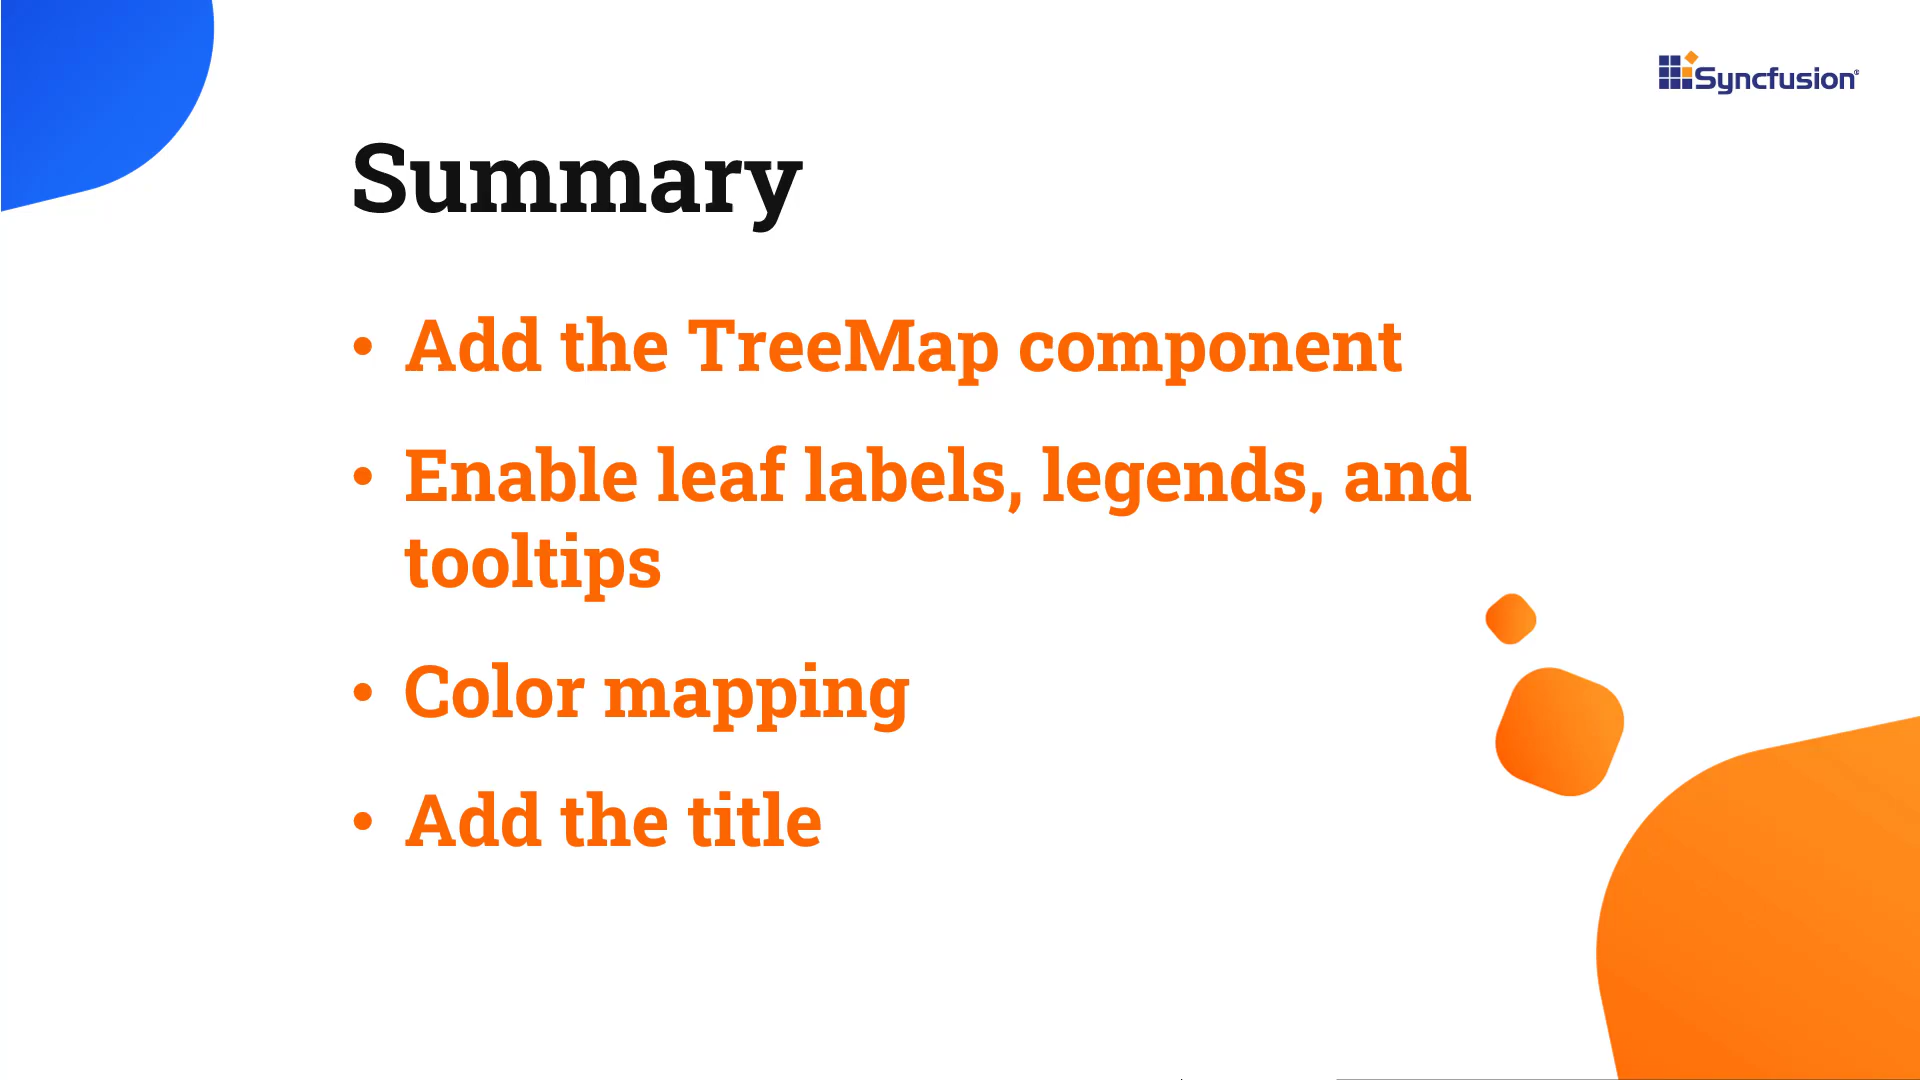 Syncfusion®
Summary
• Add the TreeMap component
• Enable leaf labels, legends, and
tooltips
• Color mapping
• Add the title